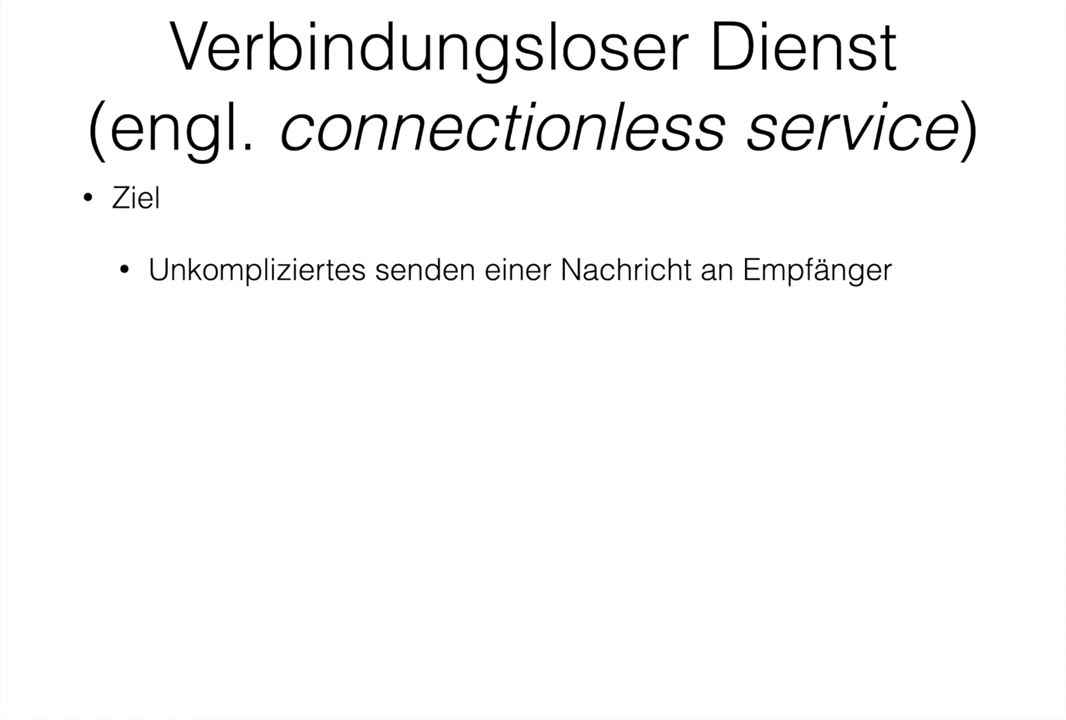 Verbindungsloser Dienst
(engl. connectionless service)
• Ziel
• Unkompliziertes senden einer Nachricht an Empfänger